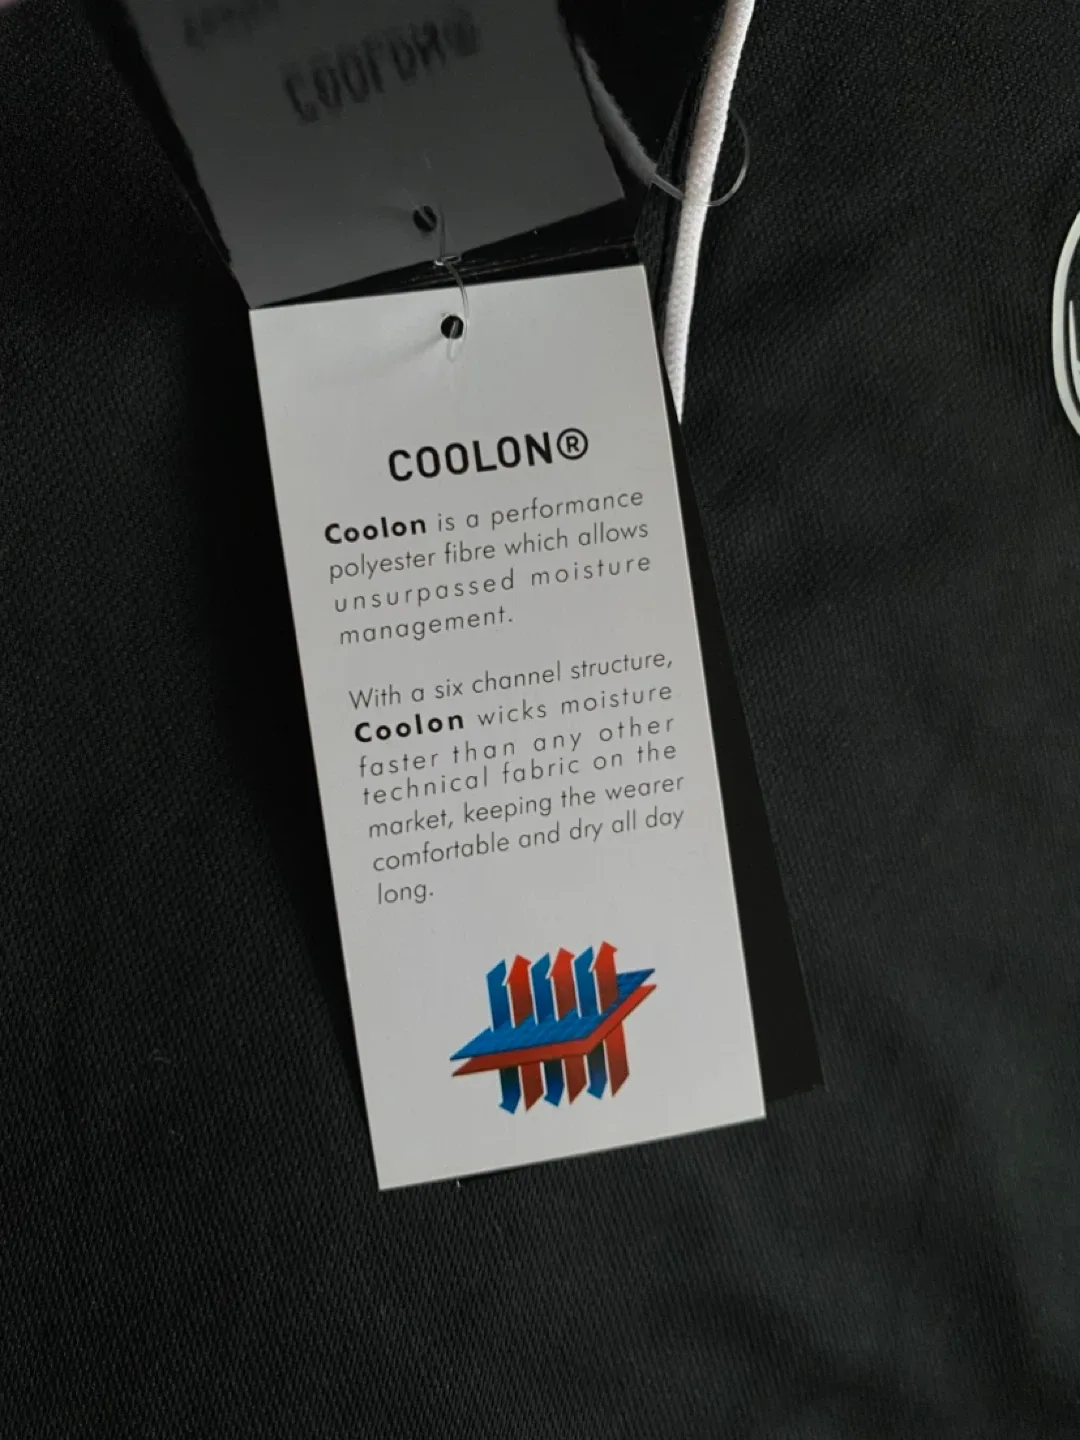 COOLON®
COOLON®
Coolon is a performance
polyester fibre which allows
unsurpassed moisture
management.
With a six channel structure,
Coolon wicks moisture
faster than any other
technical fabric on the
market, keeping the wearer
comfortable and dry all day
long.